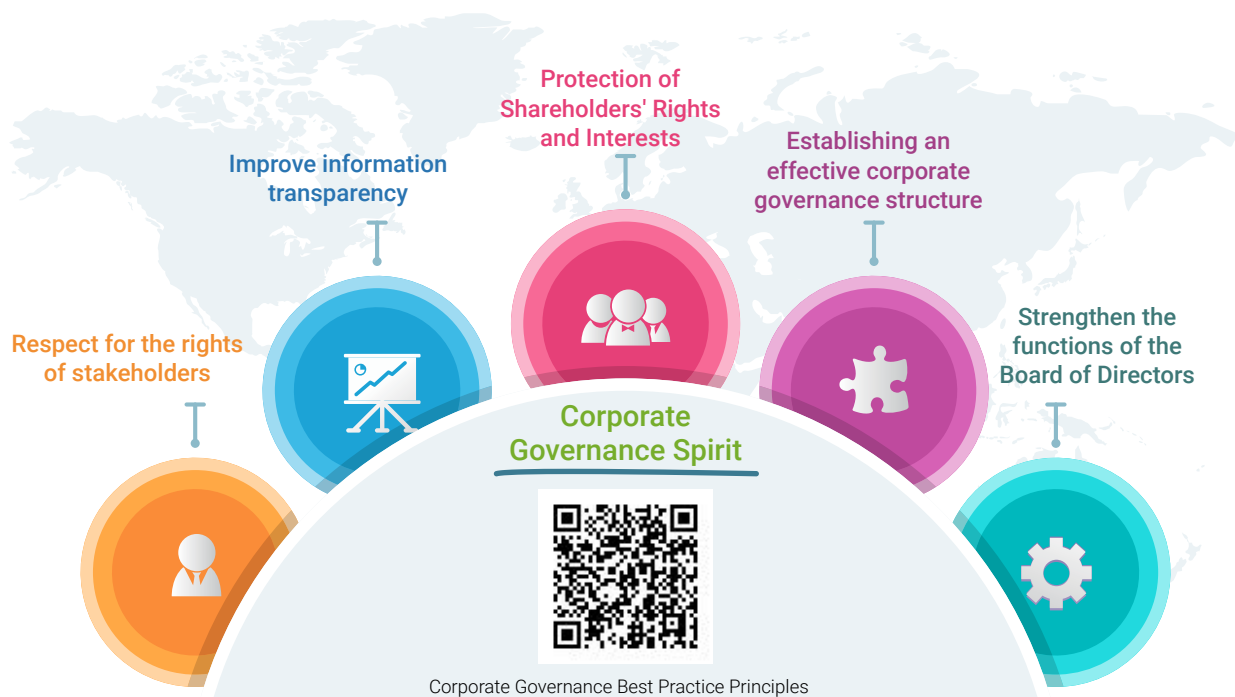 Protection of
Shareholders' Rights
and Interests
Improve information
transparency
Establishing an
effective corporate
governance structure
Respect for the rights
of stakeholders
Strengthen the
functions of the
Board of Directors
Corporate
Governance Spirit
Corporate Governance Best Practice Principles